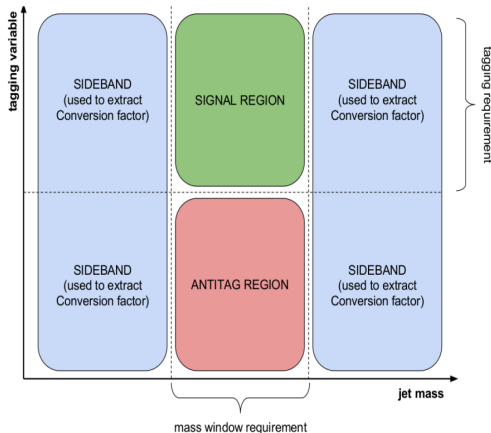 tagging variable
SIDEBAND
(used to extract
Conversion factor)
SIGNAL REGION
SIDEBAND
(used to extract
Conversion factor)
tagging requirement
SIDEBAND
(used to extract
Conversion factor)
ANTITAG REGION
SIDEBAND
(used to extract
Conversion factor)
jet mass
mass window requirement